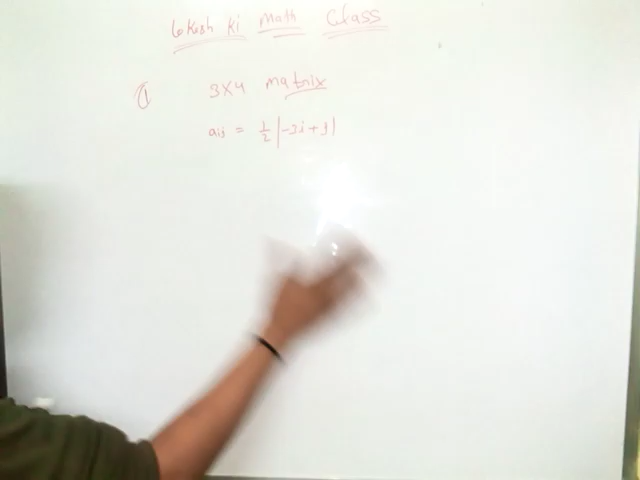 Lokesh ki Math Class
① 3×4 matrix
aij = 1/2 |-3i+j|